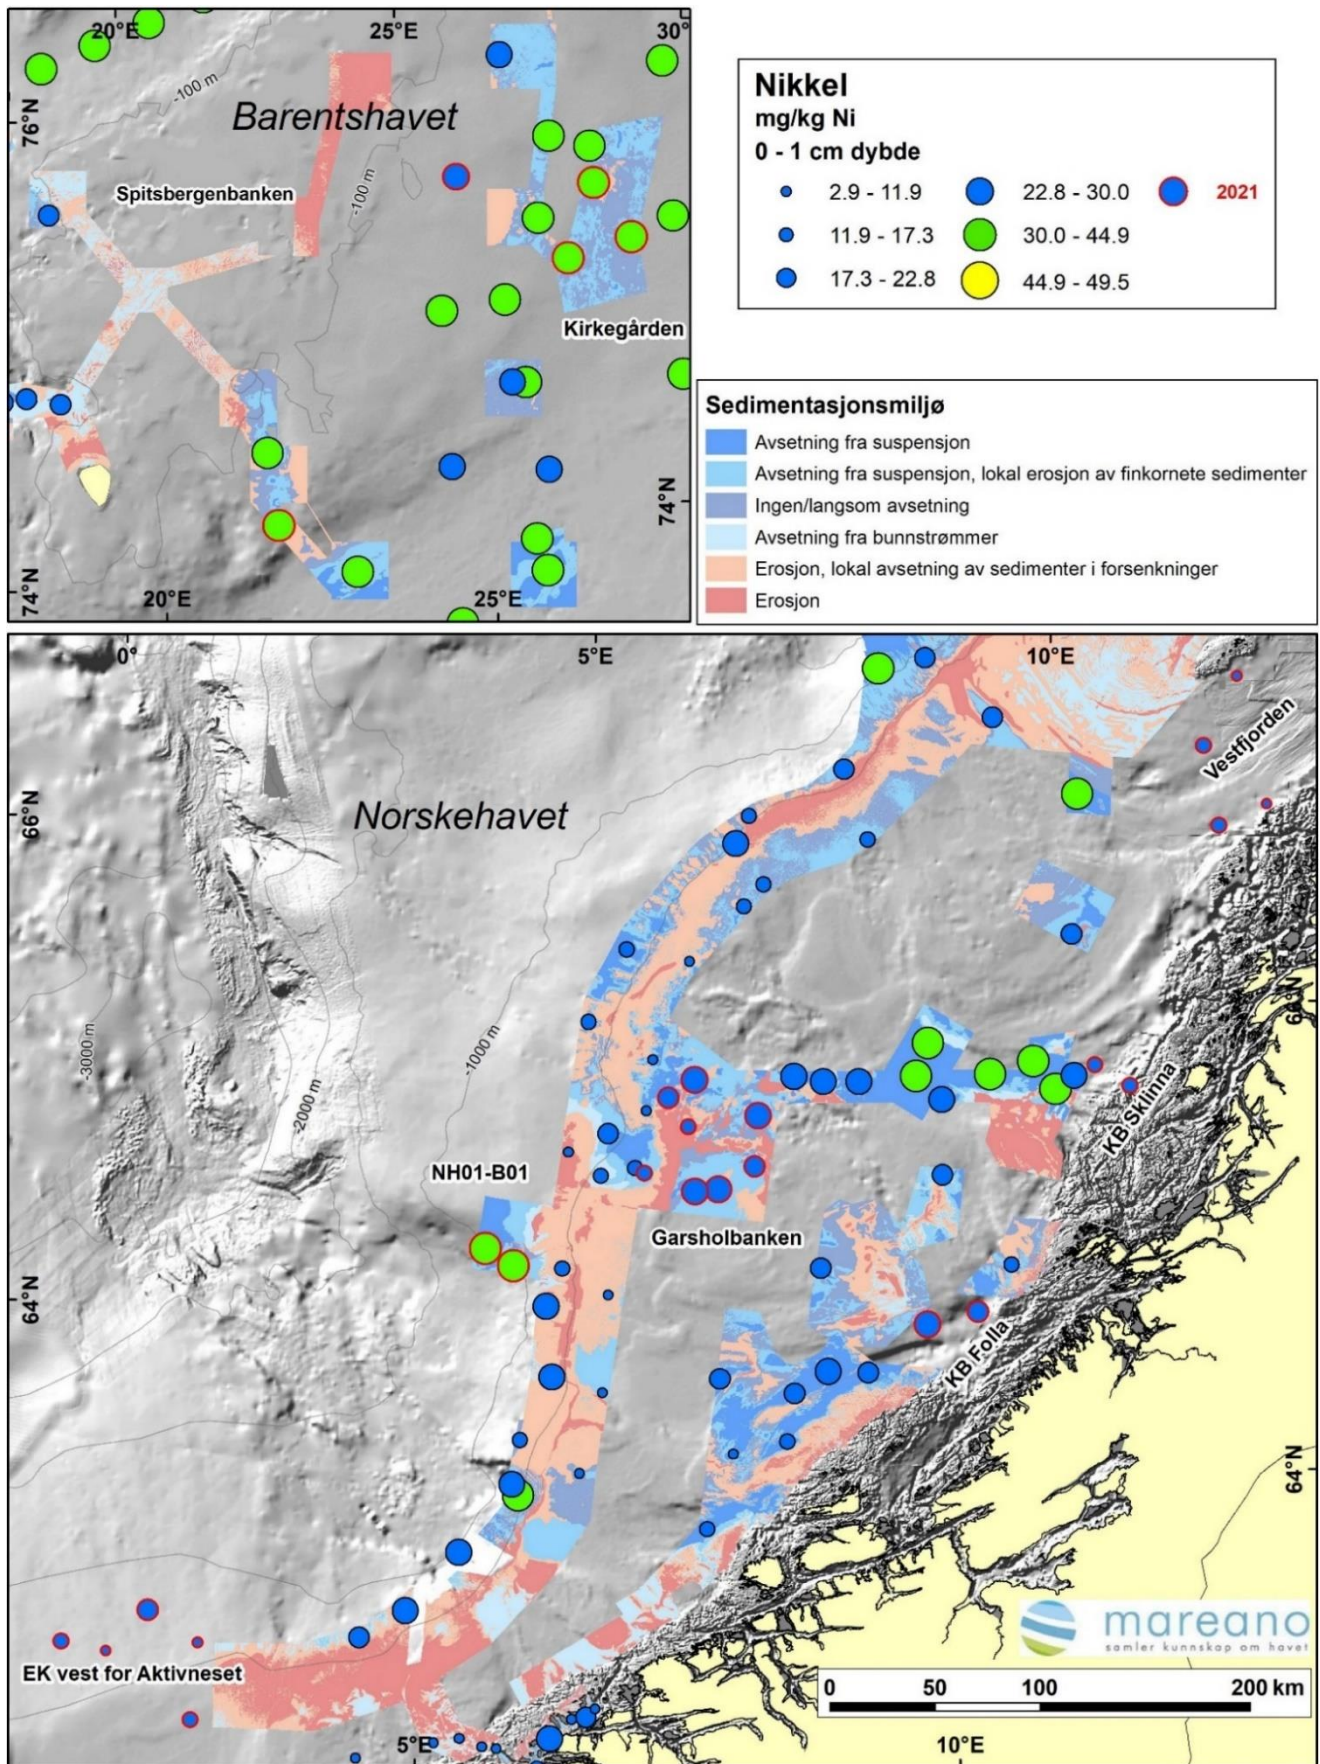 20°E
25°E
30°
-100 m
Barentshavet
76°N
Spitsbergenbanken
-100 m
Kirkegården
74°N
74°N
20°E
25°E
Nikkel
mg/kg Ni
0 - 1 cm dybde
2.9 - 11.9
22.8 - 30.0
2021
11.9 - 17.3
30.0 - 44.9
17.3 - 22.8
44.9 - 49.5
Sedimentasjonsmiljø
Avsetning fra suspensjon
Avsetning fra suspensjon, lokal erosjon av finkornete sedimenter
Ingen/langsom avsetning
Avsetning fra bunnstrømmer
Erosjon, lokal avsetning av sedimenter i forsenkninger
Erosjon
0°
5°E
10°E
Vestfjorden
66°N
Norskehavet
66°N
-3000 m
-1000 m
-2000 m
KB Sklinna
NH01-B01
Garsholbanken
64°N
KB Folla
64°N
mareano
samler kunnskap om havet
EK vest for Aktivneset
0 50 100 200 km
5°E
10°E